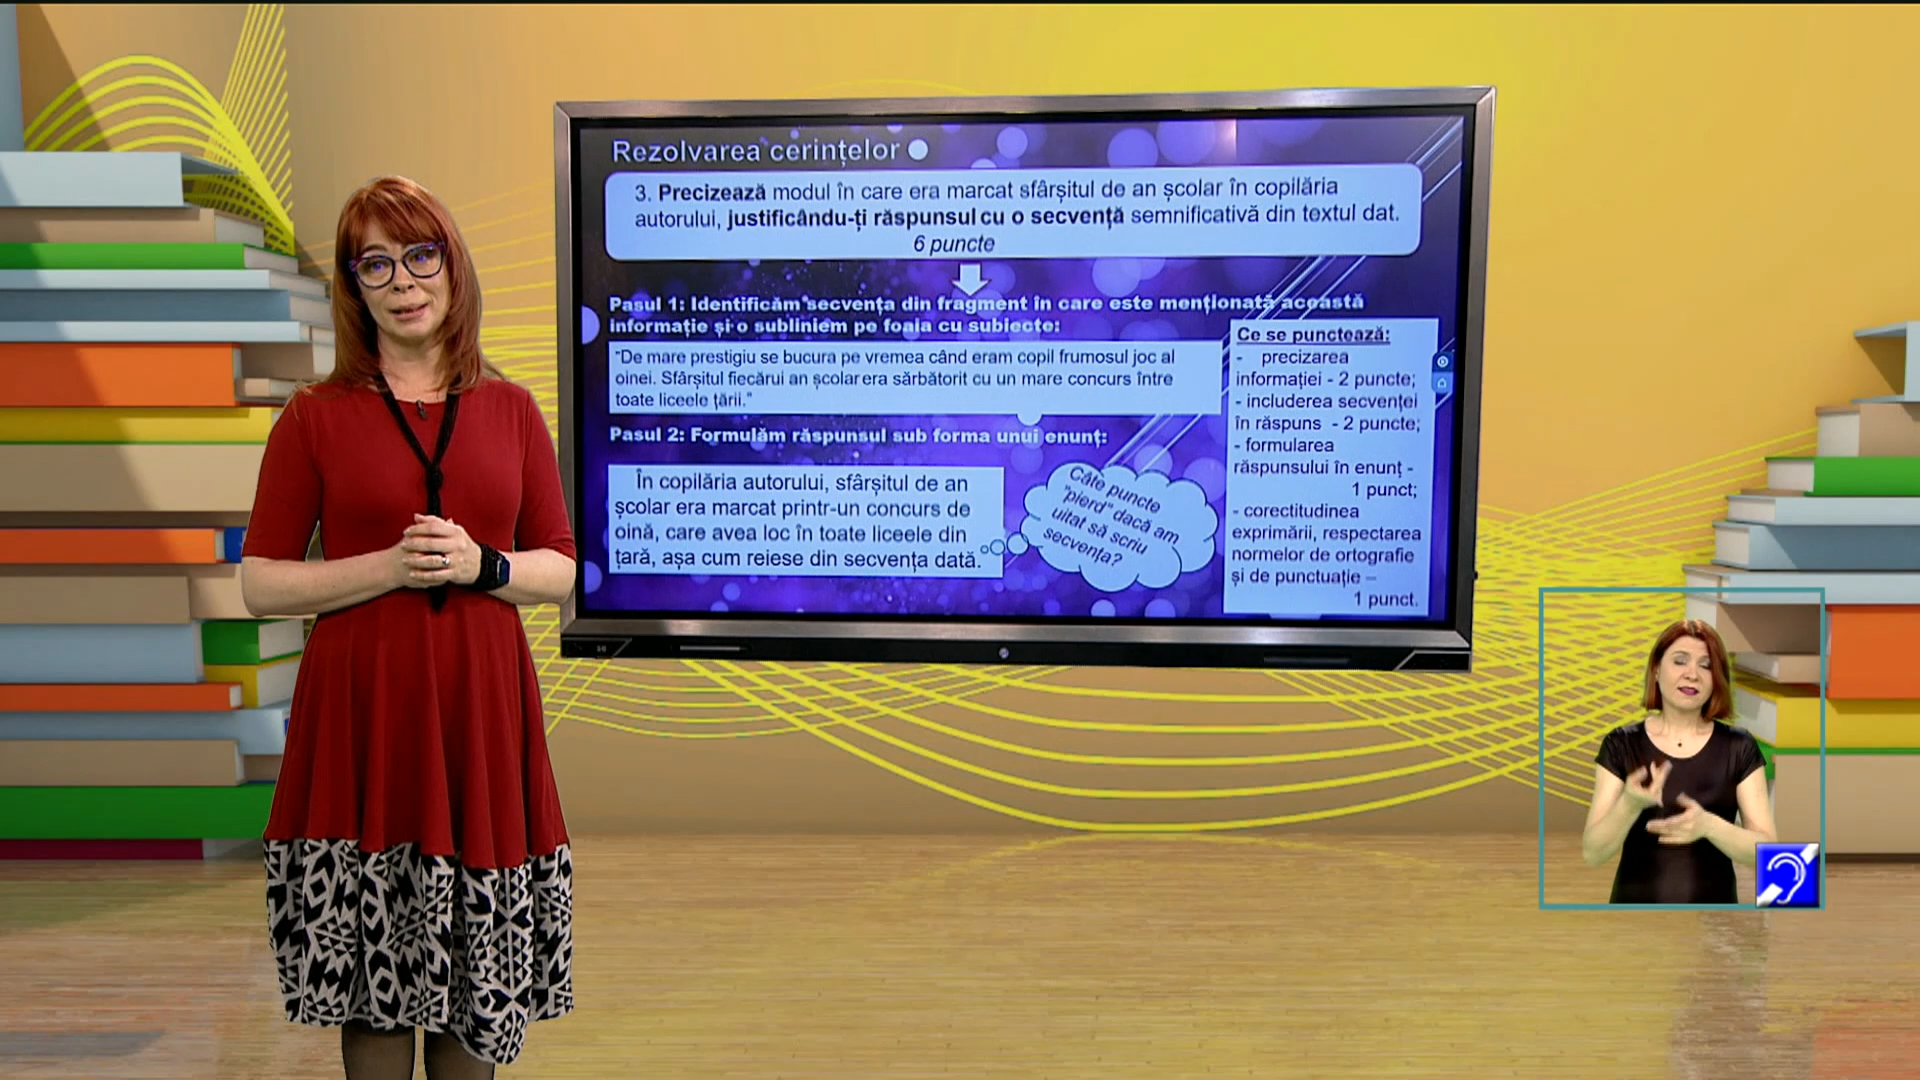 Rezolvarea cerințelor
3. Precizează modul în care era marcat sfârșitul de an școlar în copilăria
autorului, justificându-ți răspunsul cu o secvență semnificativă din textul dat.
6 puncte
Pasul 1: Identificăm secvența din fragment în care este menționată această
informație și o subliniem pe foaia cu subiecte:
"De mare prestigiu se bucura pe vremea când eram copil frumosul joc al
oinei. Sfârșitul fiecărui an școlar era sărbătorit cu un mare concurs între
toate liceele țării."
Pasul 2: Formulăm răspunsul sub forma unui enunț:
În copilăria autorului, sfârșitul de an
școlar era marcat printr-un concurs de
oină, care avea loc în toate liceele din
țară, așa cum reiese din secvența dată.
Câte puncte
"pierd" dacă am
uitat să scriu
secvența?
Ce se punctează:
- precizarea
informației - 2 puncte;
- includerea secvenței
în răspuns - 2 puncte;
- formularea
răspunsului în enunț -
1 punct;
- corectitudinea
exprimării, respectarea
normelor de ortografie
și de punctuație –
1 punct.